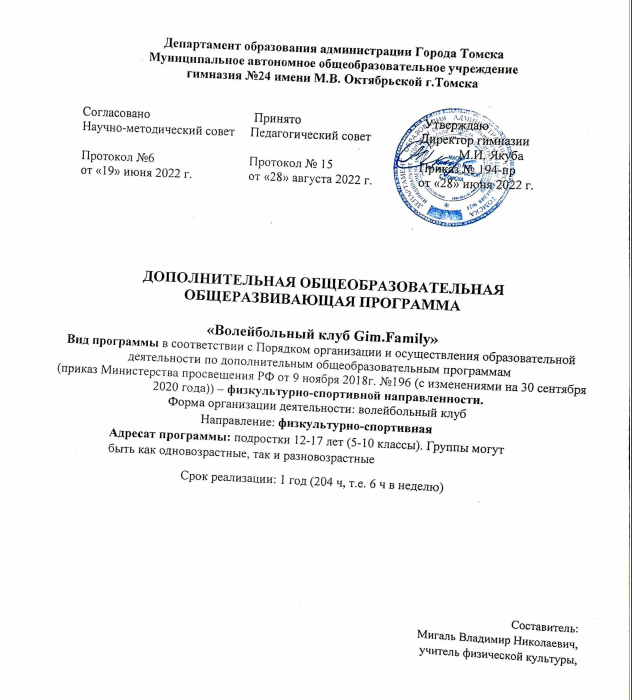 Департамент образования администрации Города Томска
Муниципальное автономное общеобразовательное учреждение
гимназия №24 имени М.В. Октябрьской г.Томска
Согласовано
Научно-методический совет
Протокол №6
от «19» июня 2022 г.
Принято
Педагогический совет
Протокол № 15
от «28» августа 2022 г.
Утверждаю
Директор гимназии
М.И. Якуба
Приказ № 194-пр
от «28» июня 2022 г.
ДОПОЛНИТЕЛЬНАЯ ОБЩЕОБРАЗОВАТЕЛЬНАЯ
ОБЩЕРАЗВИВАЮЩАЯ ПРОГРАММА
«Волейбольный клуб Gim.Family»
Вид программы в соответствии с Порядком организации и осуществления образовательной
деятельности по дополнительным общеобразовательным программам
(приказ Министерства просвещения РФ от 9 ноября 2018г. №196 (с изменениями на 30 сентября
2020 года)) – физкультурно-спортивной направленности.
Форма организации деятельности: волейбольный клуб
Направление: физкультурно-спортивная
Адресат программы: подростки 12-17 лет (5-10 классы). Группы могут
быть как одновозрастные, так и разновозрастные
Срок реализации: 1 год (204 ч, т.е. 6 ч в неделю)
Составитель:
Мигаль Владимир Николаевич,
учитель физической культуры,